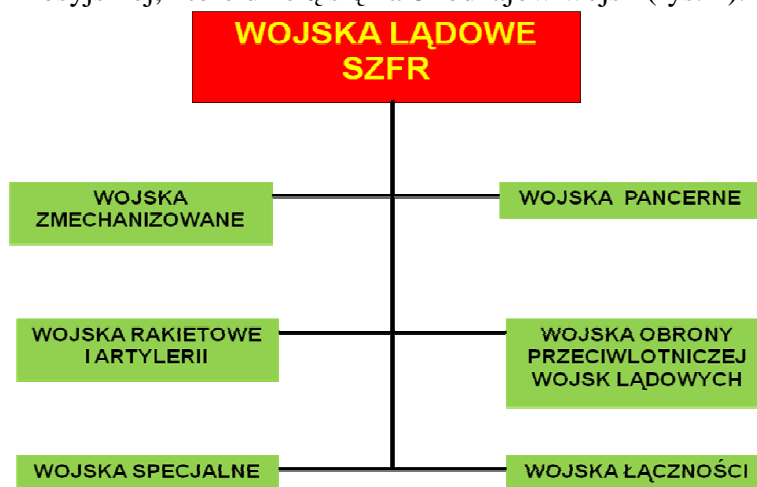 WOJSKA LĄDOWE
SZFR
WOJSKA
ZMECHANIZOWANE
WOJSKA PANCERNE
WOJSKA RAKIETOWE
I ARTYLERII
WOJSKA OBRONY
PRZECIWLOTNICZEJ
WOJSK LĄDOWYCH
WOJSKA SPECJALNE
WOJSKA ŁĄCZNOŚCI